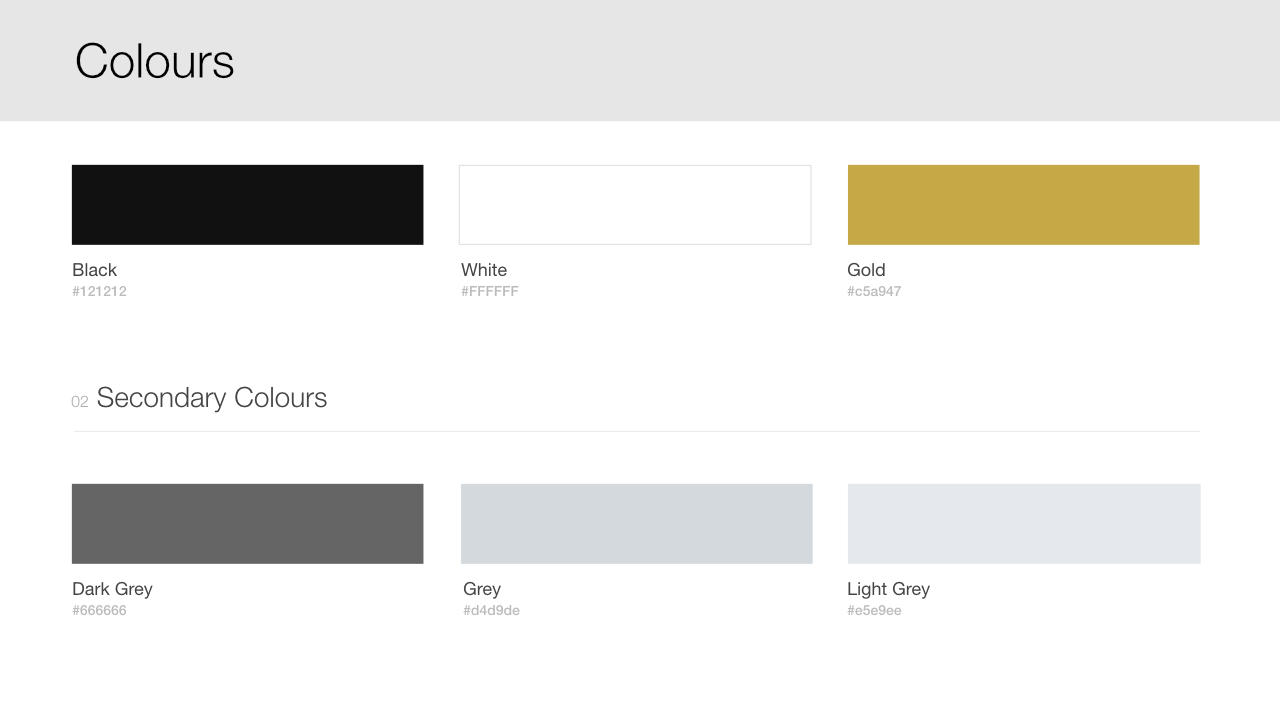 Colours
Black
#121212
White
#FFFFFF
Gold
#c5a947
02 Secondary Colours
Dark Grey
#666666
Grey
#d4d9de
Light Grey
#e5e9ee